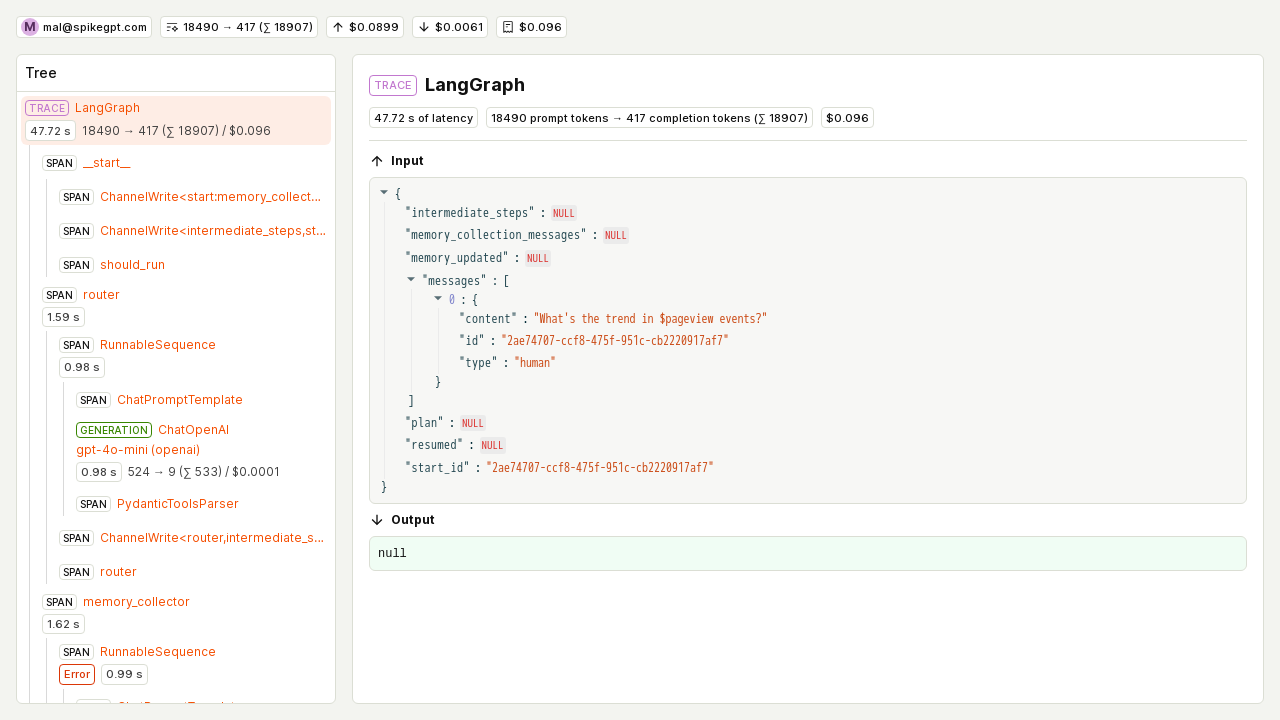 M mal@spikegpt.com 18490 → 417 (∑ 18907) $0.0899 $0.0061 $0.096
Tree
TRACE LangGraph
47.72 s 18490 → 417 (∑ 18907) / $0.096
SPAN __start__
SPAN ChannelWrite<start:memory_collect...
SPAN ChannelWrite<intermediate_steps,st...
SPAN should_run
SPAN router
1.59 s
SPAN RunnableSequence
0.98 s
SPAN ChatPromptTemplate
GENERATION ChatOpenAI
gpt-4o-mini (openai)
0.98 s 524 → 9 (∑ 533) / $0.0001
SPAN PydanticToolsParser
SPAN ChannelWrite<router,intermediate_s...
SPAN router
SPAN memory_collector
1.62 s
SPAN RunnableSequence
Error 0.99 s
TRACE LangGraph
47.72 s of latency 18490 prompt tokens → 417 completion tokens (∑ 18907) $0.096
Input
{
"intermediate_steps" : NULL
"memory_collection_messages" : NULL
"memory_updated" : NULL
"messages" : [
0 : {
"content" : "What's the trend in $pageview events?"
"id" : "2ae74707-ccf8-475f-951c-cb2220917af7"
"type" : "human"
}
]
"plan" : NULL
"resumed" : NULL
"start_id" : "2ae74707-ccf8-475f-951c-cb2220917af7"
}
Output
null